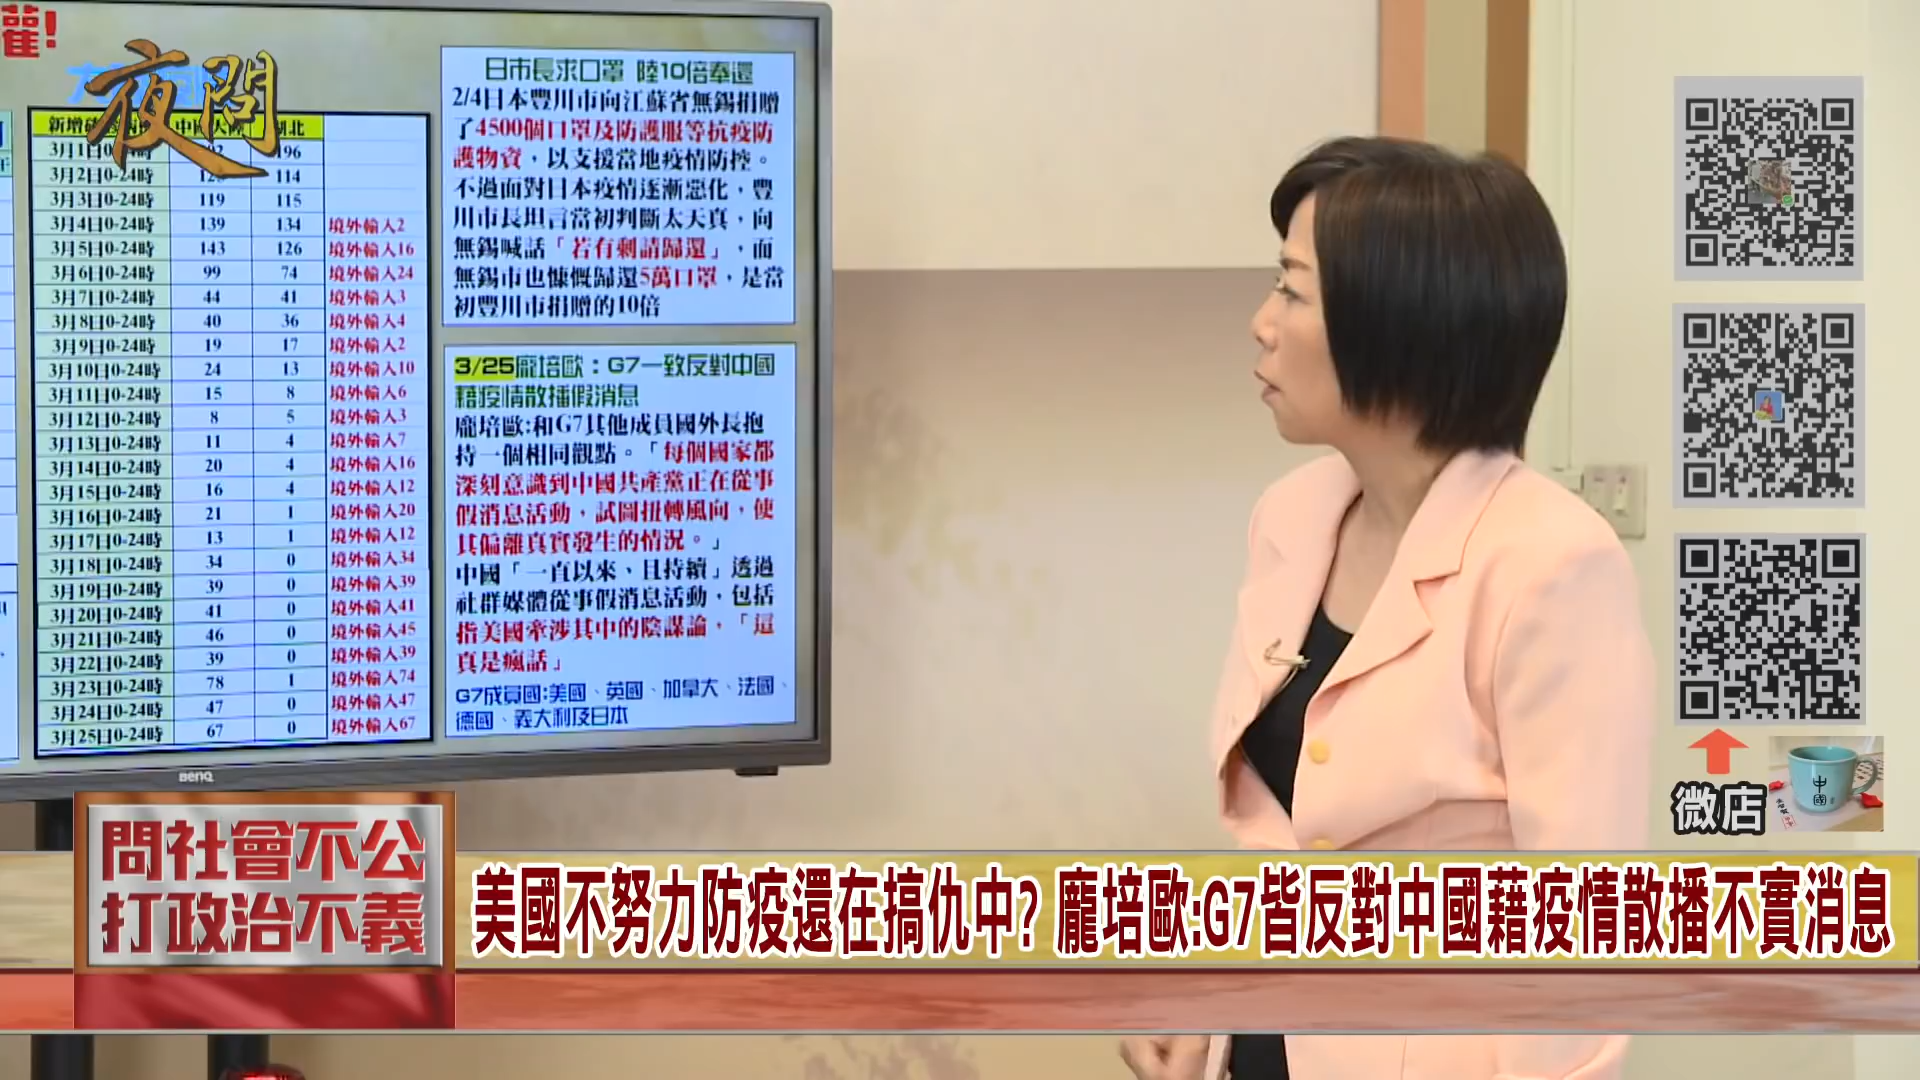 夜問
日市長求口罩 陸10倍奉還
2/4日本豐川市向江蘇省無錫捐贈
了4500個口罩及防護服等抗疫防
護物資，以支援當地疫情防控。
不過面對日本疫情逐漸惡化，豐
川市長坦言當初判斷太天真，向
無錫喊話「若有剩請歸還」，而
無錫市也慷慨歸還5萬口罩，是當
初豐川市捐贈的10倍
3/25龐培歐：G7一致反對中國
藉疫情散播假消息
龐培歐:和G7其他成員國外長抱
持一個相同觀點。「每個國家都
深刻意識到中國共產黨正在從事
假消息活動，試圖扭轉風向，使
其偏離真實發生的情況。」
中國「一直以來、且持續」透過
社群媒體從事假消息活動，包括
指美國牽涉其中的陰謀論，「這
真是瘋話」
G7成員國:美國、英國、加拿大、法國、
德國、義大利及日本
新增 中國大陸 湖北
3月1日0-24時 196
3月2日0-24時 114
3月3日0-24時 119 115
3月4日0-24時 139 134 境外輸入2
3月5日0-24時 143 126 境外輸入16
3月6日0-24時 99 74 境外輸入24
3月7日0-24時 44 41 境外輸入3
3月8日0-24時 40 36 境外輸入4
3月9日0-24時 19 17 境外輸入2
3月10日0-24時 24 13 境外輸入10
3月11日0-24時 15 8 境外輸入6
3月12日0-24時 8 5 境外輸入3
3月13日0-24時 11 4 境外輸入7
3月14日0-24時 20 4 境外輸入16
3月15日0-24時 16 4 境外輸入12
3月16日0-24時 21 1 境外輸入20
3月17日0-24時 13 1 境外輸入12
3月18日0-24時 34 0 境外輸入34
3月19日0-24時 39 0 境外輸入39
3月20日0-24時 41 0 境外輸入41
3月21日0-24時 46 0 境外輸入45
3月22日0-24時 39 0 境外輸入39
3月23日0-24時 78 1 境外輸入74
3月24日0-24時 47 0 境外輸入47
3月25日0-24時 67 0 境外輸入67
BenQ
微店
中國
問社會不公
打政治不義
美國不努力防疫還在搞仇中? 龐培歐:G7皆反對中國藉疫情散播不實消息